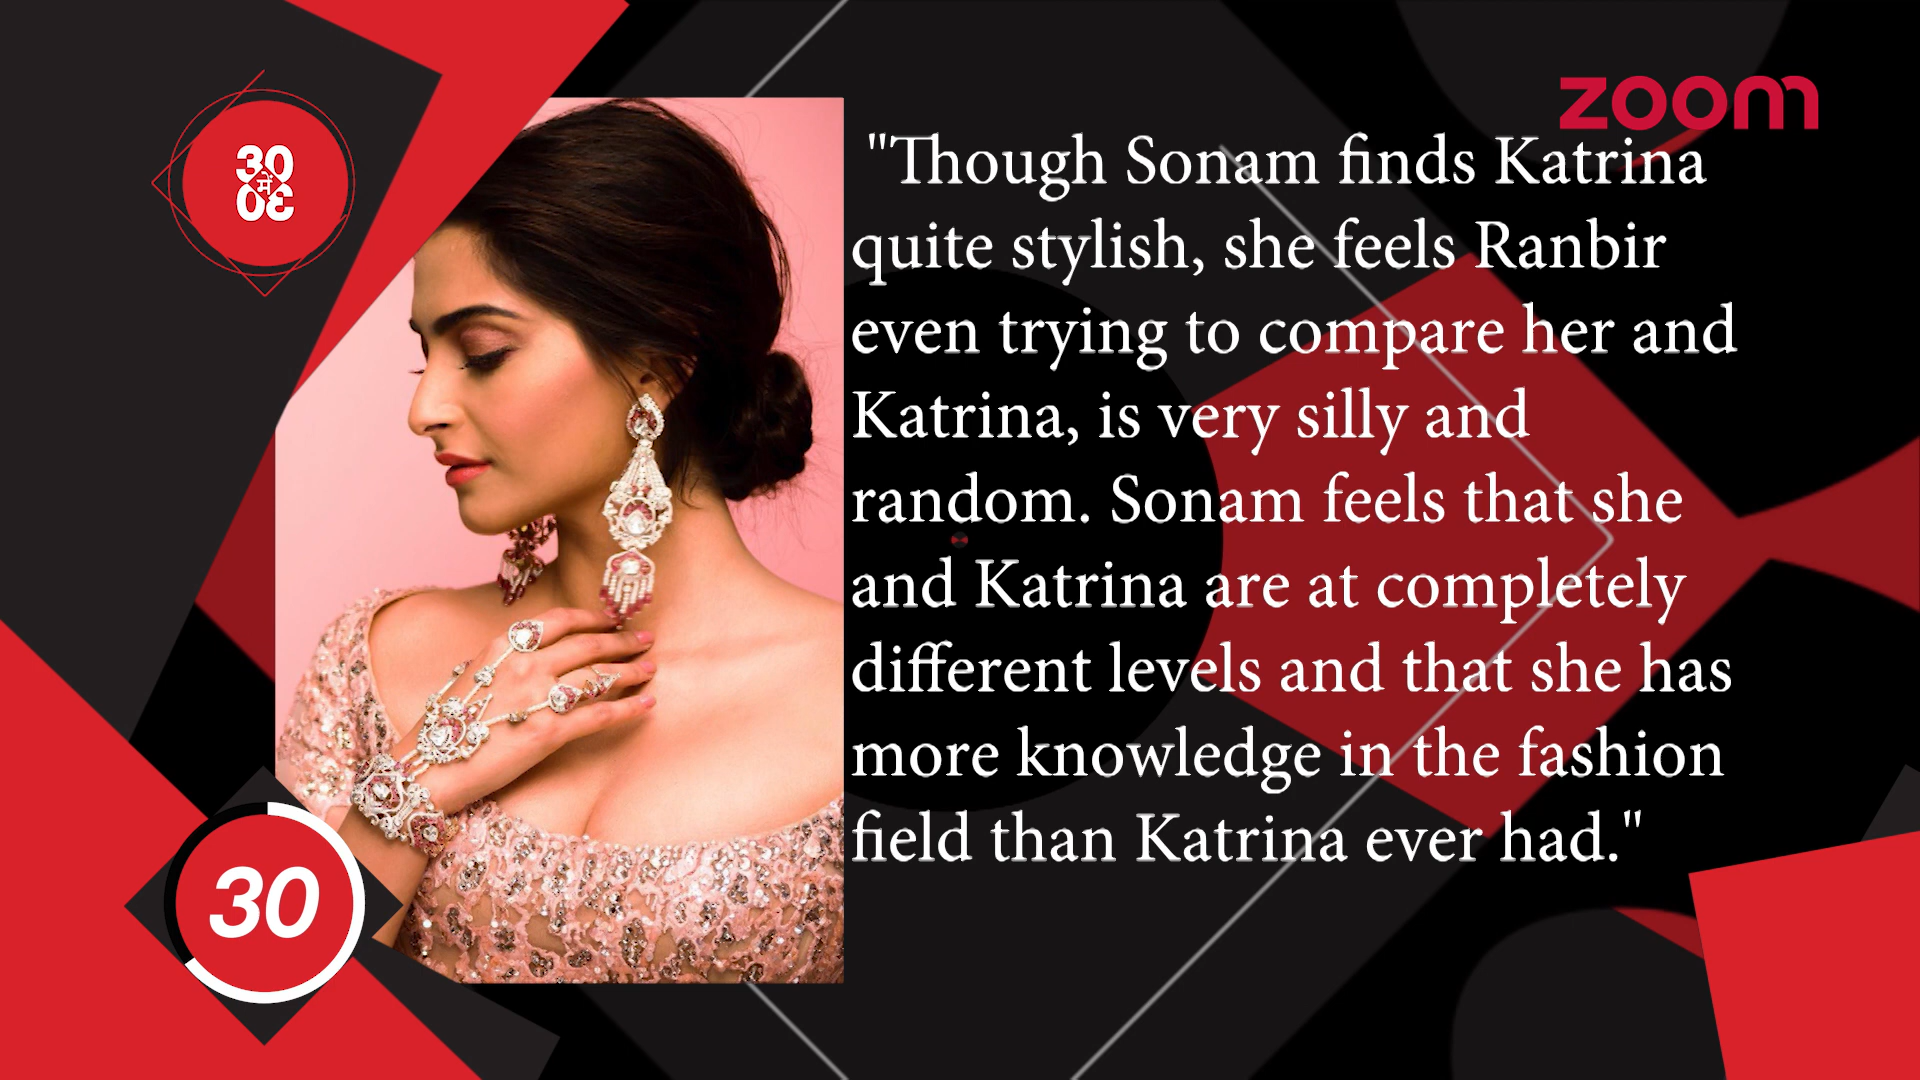 30
में
30
zoom
"Though Sonam finds Katrina
quite stylish, she feels Ranbir
even trying to compare her and
Katrina, is very silly and
random. Sonam feels that she
and Katrina are at completely
different levels and that she has
more knowledge in the fashion
field than Katrina ever had."
30